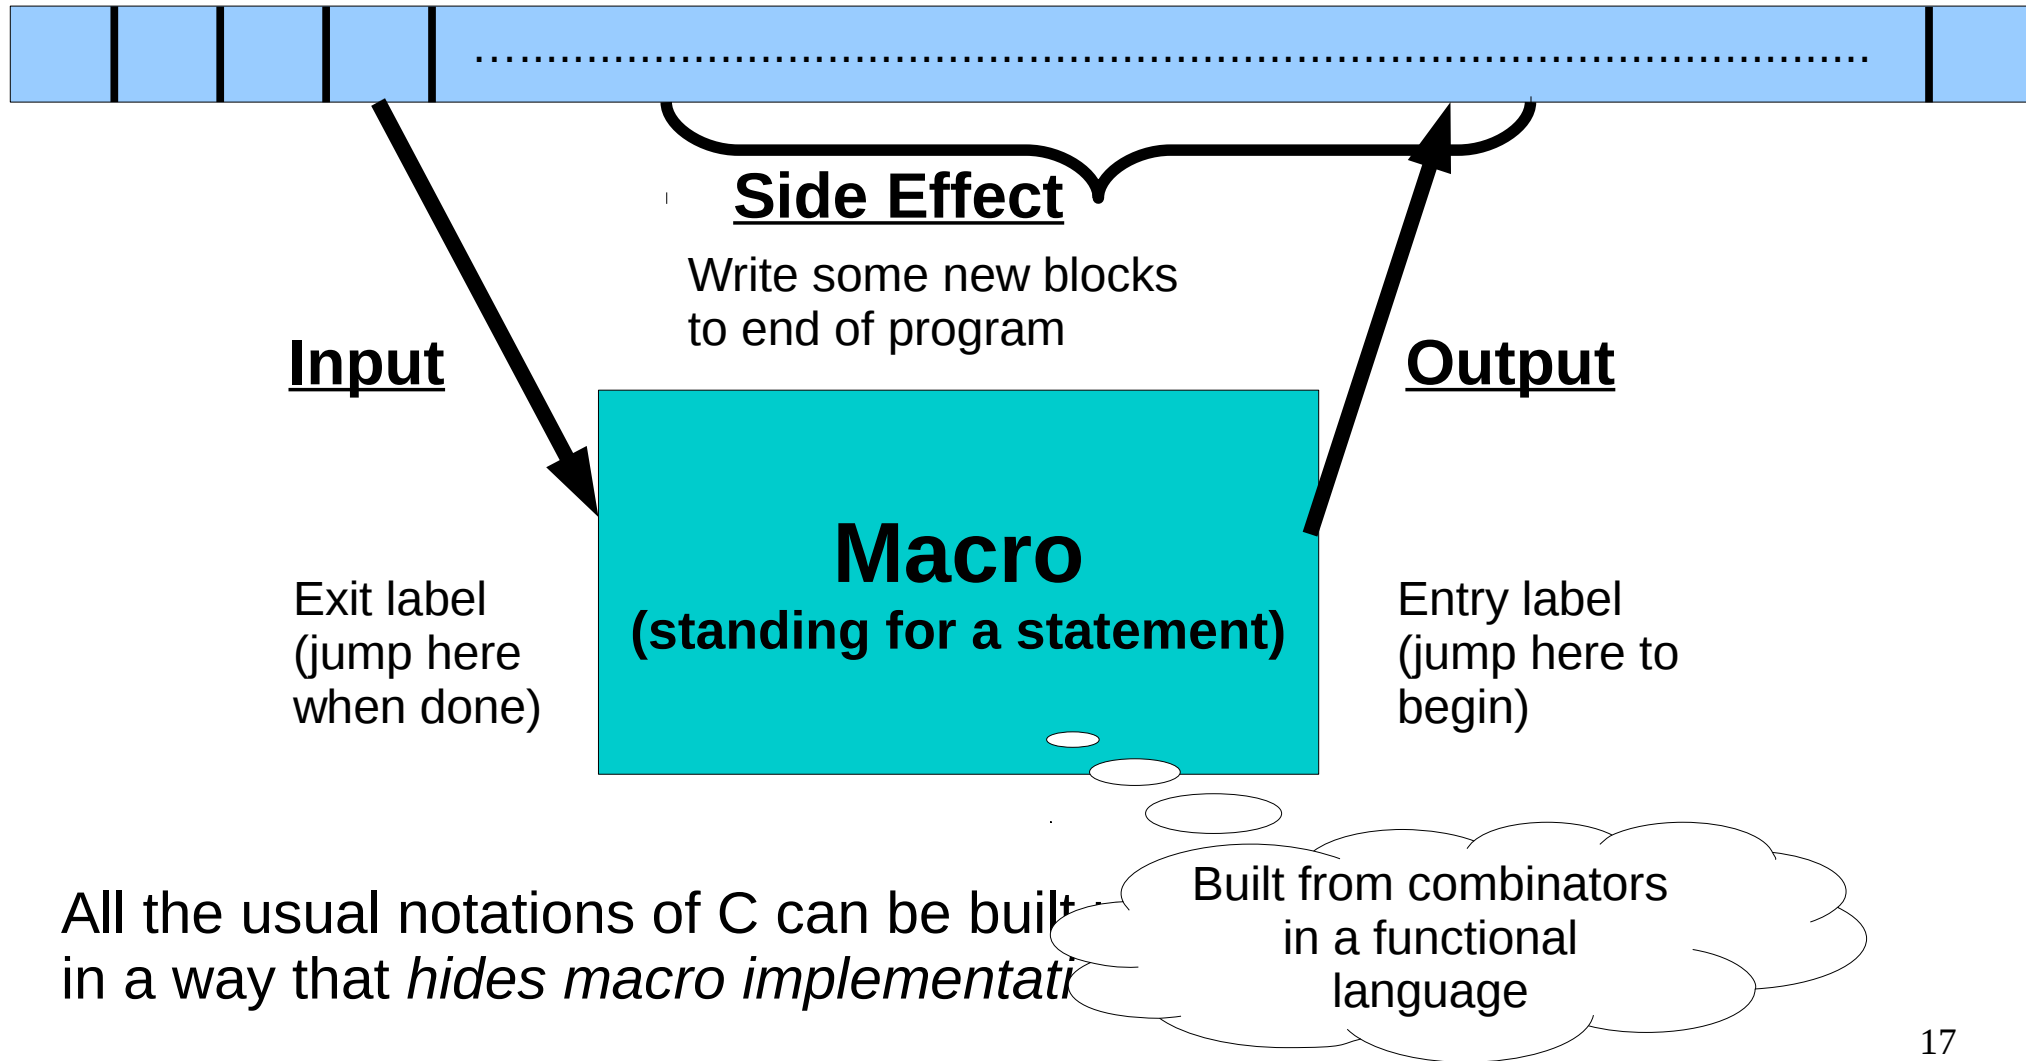 Side Effect
Write some new blocks
to end of program
Input
Output
Macro
(standing for a statement)
Exit label
(jump here
when done)
Entry label
(jump here to
begin)
All the usual notations of C can be built
in a way that hides macro
Built from combinators
in a functional
language
17